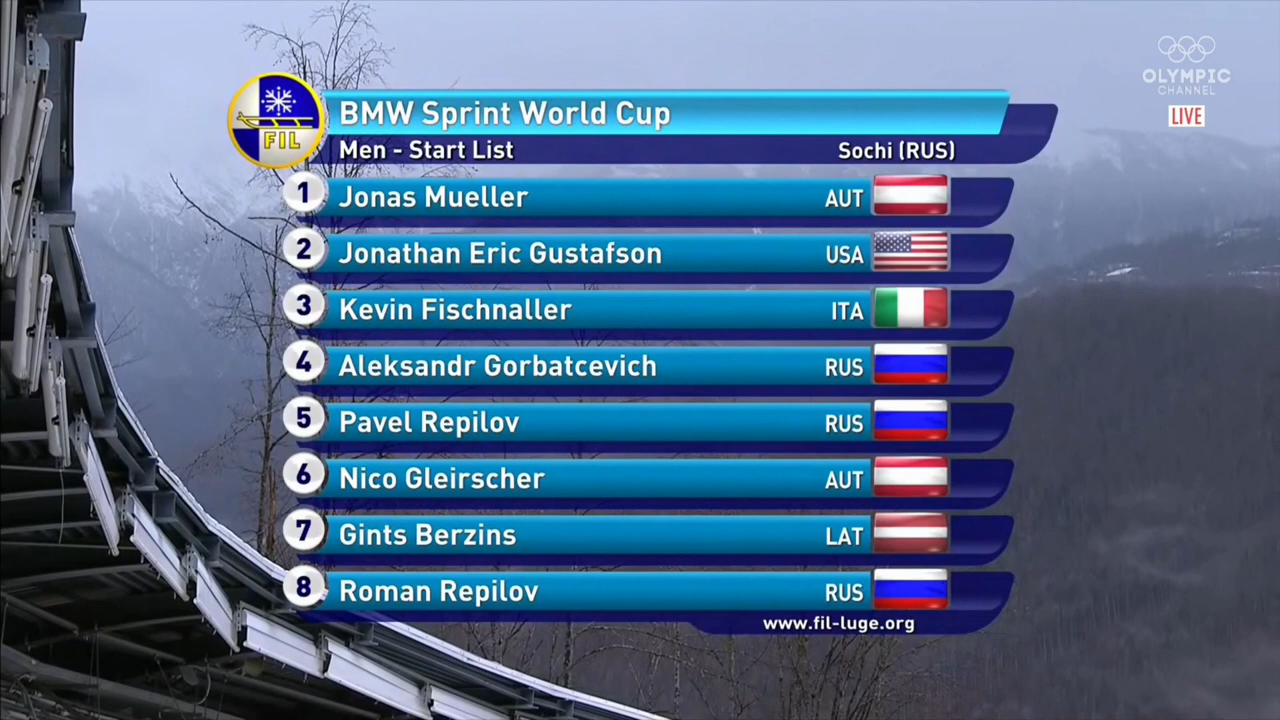 OLYMPIC
CHANNEL
LIVE
FIL
BMW Sprint World Cup
Men - Start List Sochi (RUS)
1 Jonas Mueller AUT
2 Jonathan Eric Gustafson USA
3 Kevin Fischnaller ITA
4 Aleksandr Gorbatcevich RUS
5 Pavel Repilov RUS
6 Nico Gleirscher AUT
7 Gints Berzins LAT
8 Roman Repilov RUS
www.fil-luge.org